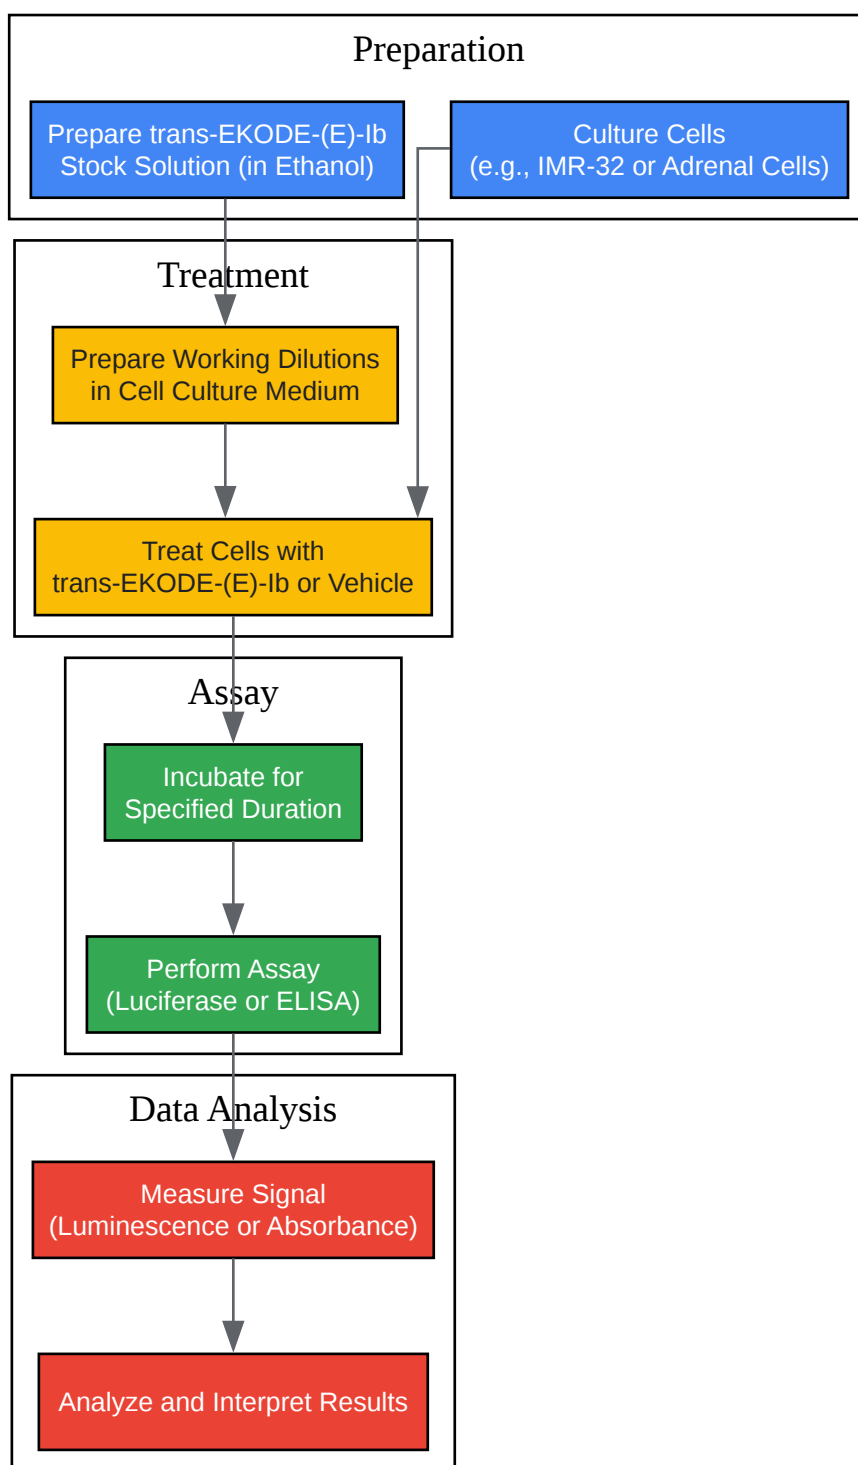 Preparation
Prepare trans-EKODE-(E)-Ib
Stock Solution (in Ethanol)
Culture Cells
(e.g., IMR-32 or Adrenal Cells)
Treatment
Prepare Working Dilutions
in Cell Culture Medium
Treat Cells with
trans-EKODE-(E)-Ib or Vehicle
Assay
Incubate for
Specified Duration
Perform Assay
(Luciferase or ELISA)
Data Analysis
Measure Signal
(Luminescence or Absorbance)
Analyze and Interpret Results